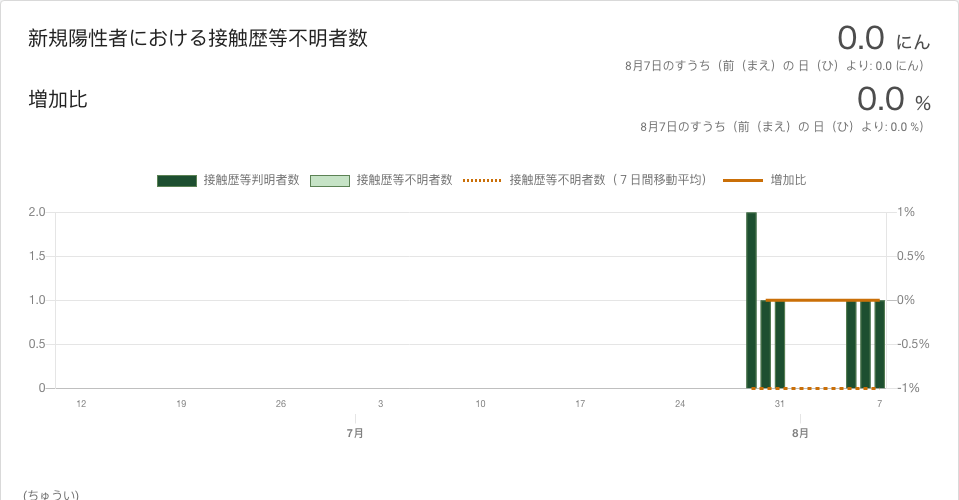 新規陽性者における接触歴等不明者数
0.0 にん
8月7日のすうち（前（まえ）の 日（ひ）より: 0.0 にん）
増加比
0.0 %
8月7日のすうち（前（まえ）の 日（ひ）より: 0.0 %）
接触歴等判明者数 接触歴等不明者数 接触歴等不明者数（７日間移動平均） 増加比
2.0 1%
1.5 0.5%
1.0 0%
0.5 -0.5%
0 -1%
12 19 26 3 10 17 24 31 7
7月 8月
(ちゅうい)